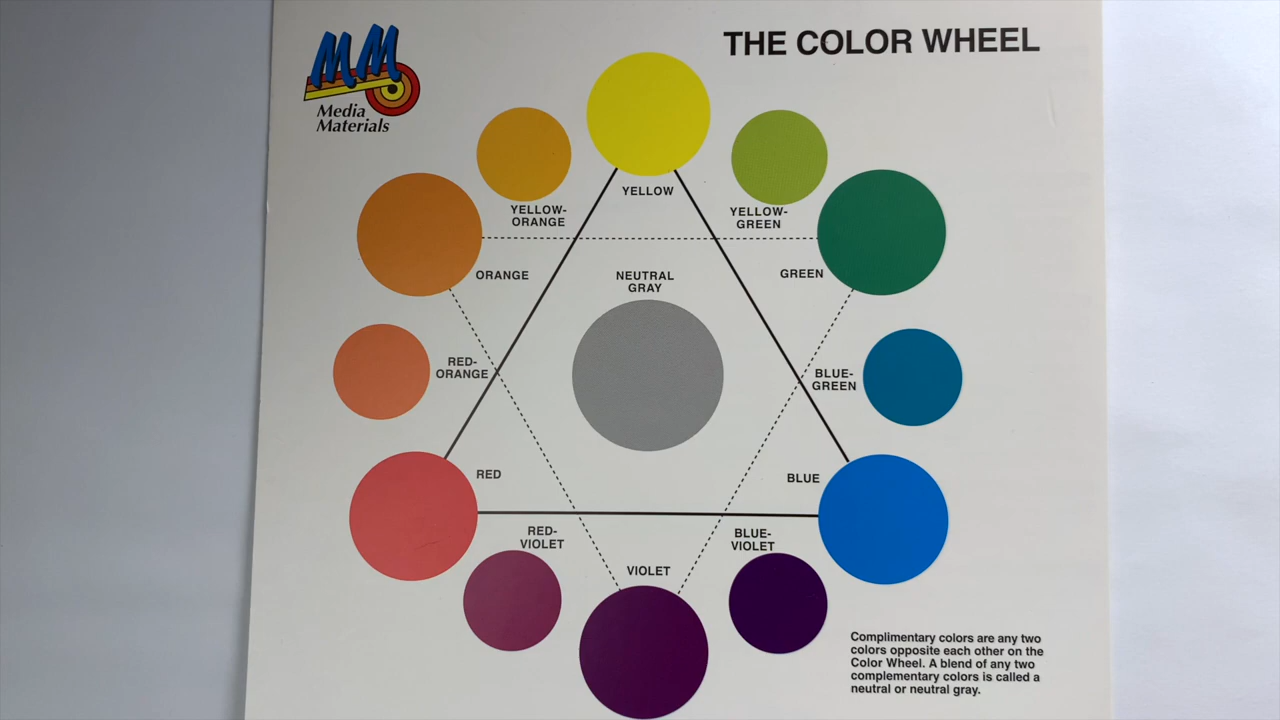 THE COLOR WHEEL
MM
Media
Materials
YELLOW
YELLOW-
ORANGE
YELLOW-
GREEN
ORANGE
NEUTRAL
GRAY
GREEN
RED-
ORANGE
BLUE-
GREEN
RED
BLUE
RED-
VIOLET
BLUE-
VIOLET
VIOLET
Complimentary colors are any two
colors opposite each other on the
Color Wheel. A blend of any two
complementary colors is called a
neutral or neutral gray.